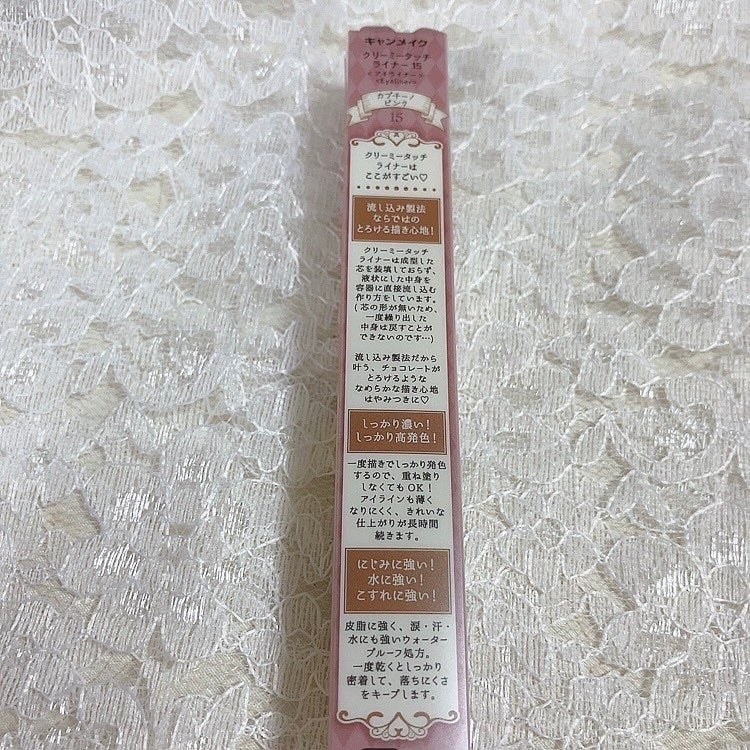 キャンメイク
クリーミータッチ
ライナー 15
<アイライナー>
<Eyeliner>
カプチーノ
ピンク
15
クリーミータッチ
ライナーは
ここがすごい♡
流し込み製法
ならではの
とろける描き心地！
クリーミータッチ
ライナーは成型した
芯を装填しておらず、
液状にした中身を
容器に直接流し込む
作り方をしています。
(芯の形が無いため、
一度繰り出した
中身は戻すことが
できないのです…)
流し込み製法だから
叶う、チョコレートが
とろけるような
なめらかな描き心地
はやみつきに♡
しっかり濃い！
しっかり高発色！
一度描きでしっかり発色
するので、重ね塗り
しなくてもOK！
アイラインも薄く
なりにくく、きれいな
仕上がりが長時間
続きます。
にじみに強い！
水に強い！
こすれに強い！
皮脂に強く、涙・汗・
水にも強いウォーター
プルーフ処方。
一度乾くとしっかり
密着して、落ちにくさ
をキープします。